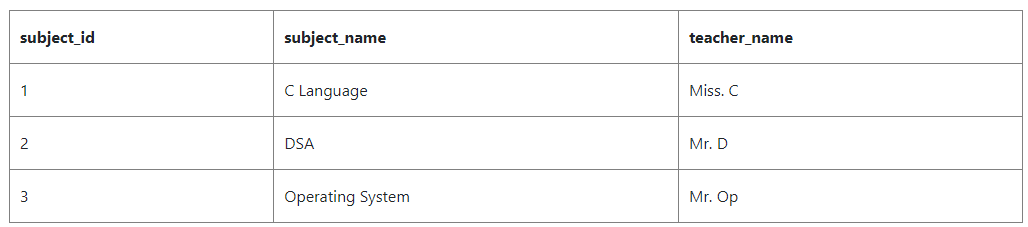 subject_id subject_name teacher_name
1 C Language Miss. C
2 DSA Mr. D
3 Operating System Mr. Op